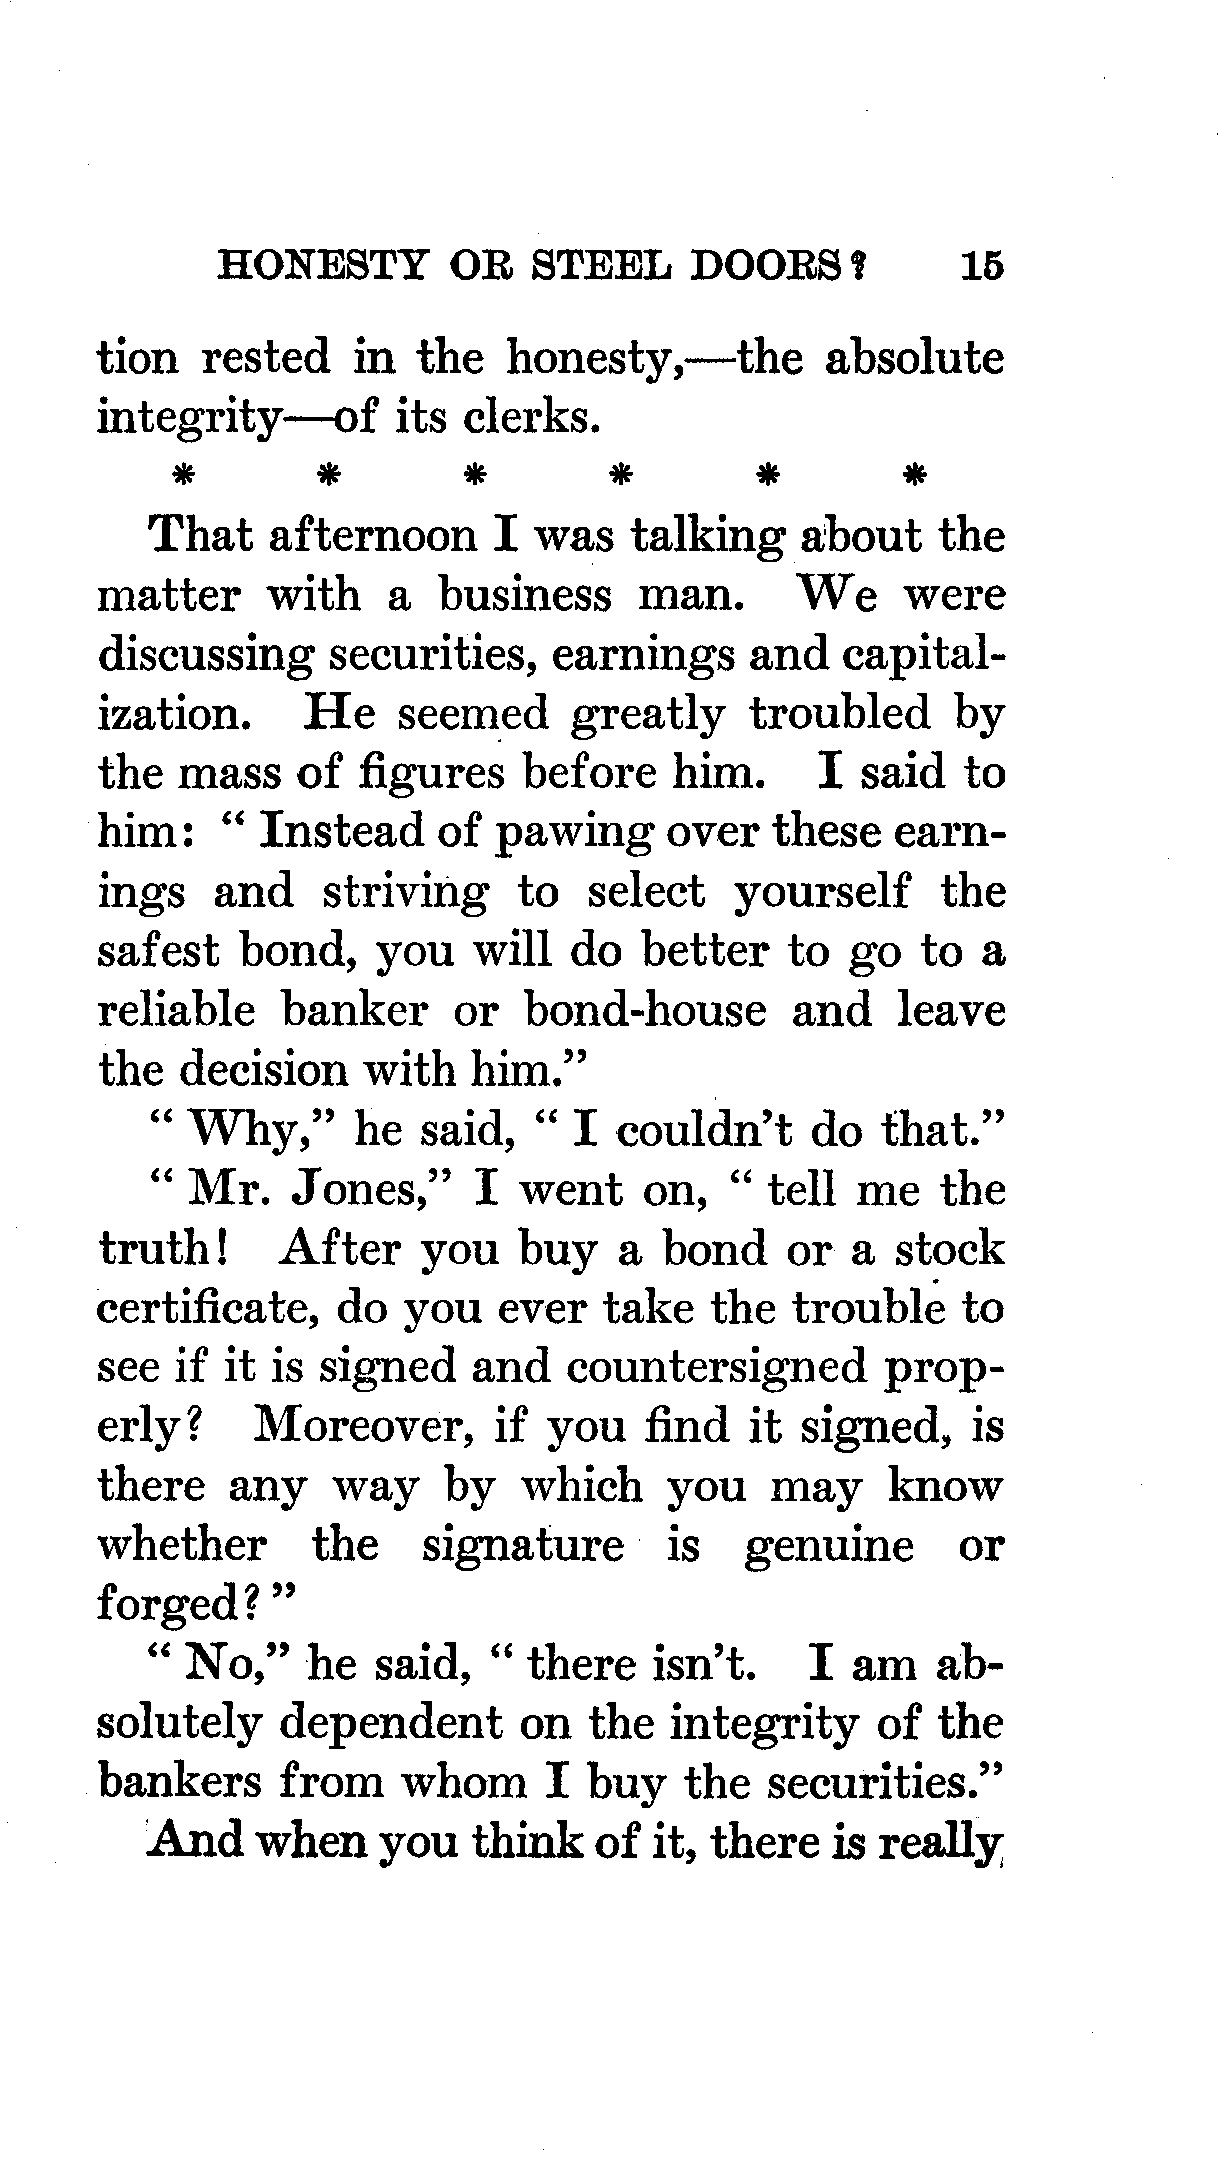 HONESTY OR STEEL DOORS? 15
tion rested in the honesty,—the absolute
integrity—of its clerks.
* * * * * *
That afternoon I was talking about the
matter with a business man. We were
discussing securities, earnings and capital-
ization. He seemed greatly troubled by
the mass of figures before him. I said to
him: “ Instead of pawing over these earn-
ings and striving to select yourself the
safest bond, you will do better to go to a
reliable banker or bond-house and leave
the decision with him.”
“ Why,” he said, “ I couldn’t do that.”
“ Mr. Jones,” I went on, “ tell me the
truth! After you buy a bond or a stock
certificate, do you ever take the trouble to
see if it is signed and countersigned prop-
erly? Moreover, if you find it signed, is
there any way by which you may know
whether the signature is genuine or
forged? ”
“ No,” he said, “ there isn’t. I am ab-
solutely dependent on the integrity of the
bankers from whom I buy the securities.”
And when you think of it, there is really